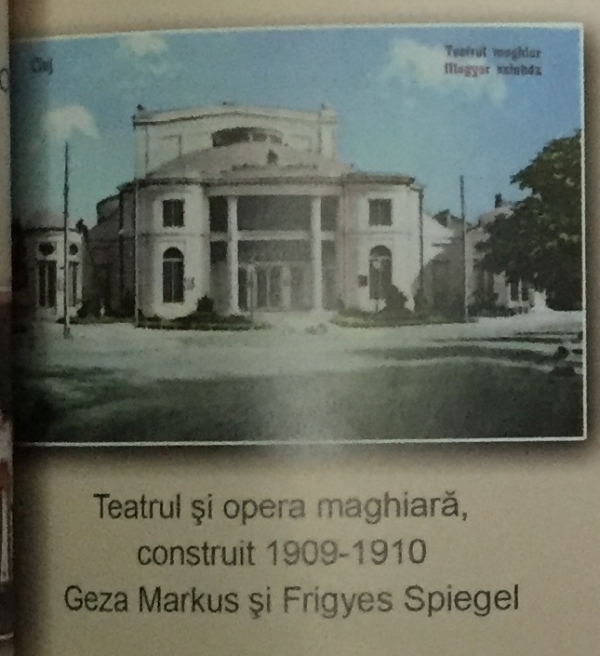 Cluj
Teatrul maghiar
Magyar szinház
Teatrul şi opera maghiară,
construit 1909-1910
Geza Markus şi Frigyes Spiegel